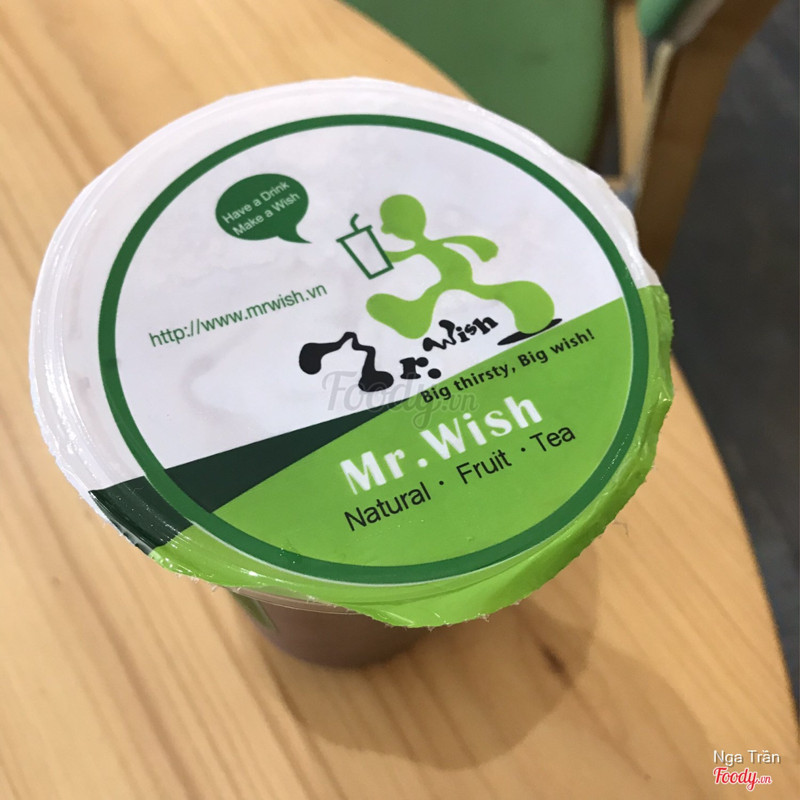 Have a Drink
Make a Wish
http://www.mrwish.vn
Mr. Wish
Big thirsty, Big wish!
Foody.vn
Mr. Wish
Natural · Fruit · Tea
Nga Trần
Foody.vn